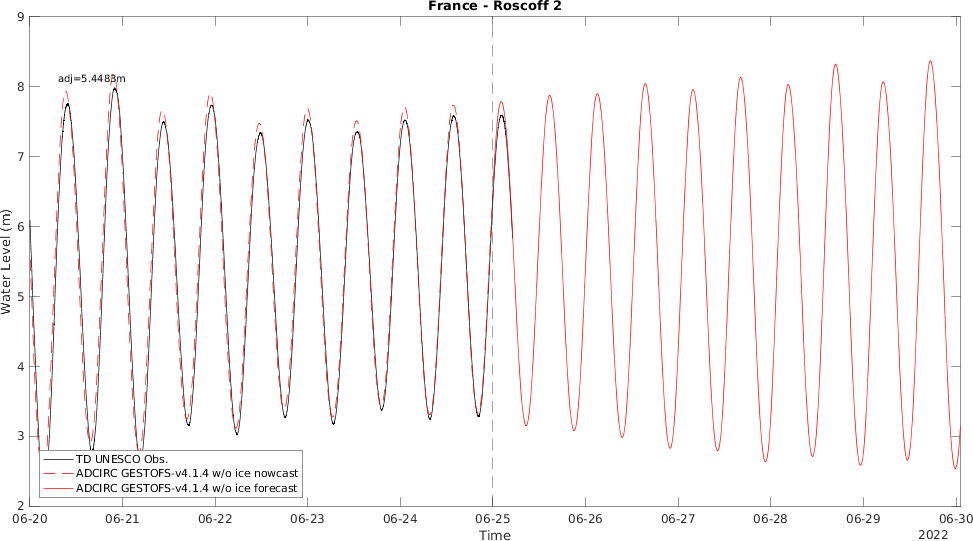 France - Roscoff 2
adj=5.4483m
9
8
7
6
5
4
3
2
Water Level (m)
TD UNESCO Obs.
ADCIRC GESTOFS-v4.1.4 w/o ice nowcast
ADCIRC GESTOFS-v4.1.4 w/o ice forecast
06-20 06-21 06-22 06-23 06-24 06-25 06-26 06-27 06-28 06-29 06-30
Time
2022